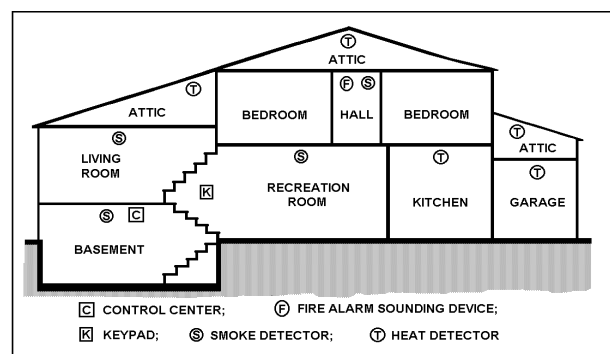 T
ATTIC
T
ATTIC
F S
BEDROOM HALL BEDROOM
T
ATTIC
S
LIVING
ROOM
S
T
T
K
RECREATION
ROOM
KITCHEN
GARAGE
S C
BASEMENT
C CONTROL CENTER; F FIRE ALARM SOUNDING DEVICE;
K KEYPAD; S SMOKE DETECTOR; T HEAT DETECTOR